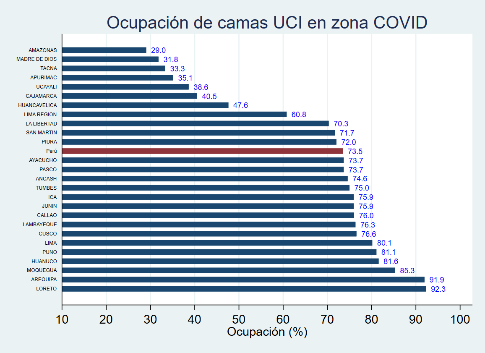 Ocupación de camas UCI en zona COVID
AMAZONAS 29.0
MADRE DE DIOS 31.8
TACNA 33.3
APURIMAC 35.1
UCAYALI 38.6
CAJAMARCA 40.5
HUANCAVELICA 47.6
LIMA REGION 60.8
LA LIBERTAD 70.3
SAN MARTIN 71.7
PIURA 72.0
Perú 73.5
AYACUCHO 73.7
PASCO 73.7
ANCASH 74.6
TUMBES 75.0
ICA 75.9
JUNIN 75.9
CALLAO 76.0
LAMBAYEQUE 76.3
CUSCO 76.6
LIMA 80.1
PUNO 81.1
HUANUCO 81.6
MOQUEGUA 85.3
AREQUIPA 91.9
LORETO 92.3
10 20 30 40 50 60 70 80 90 100
Ocupación (%)